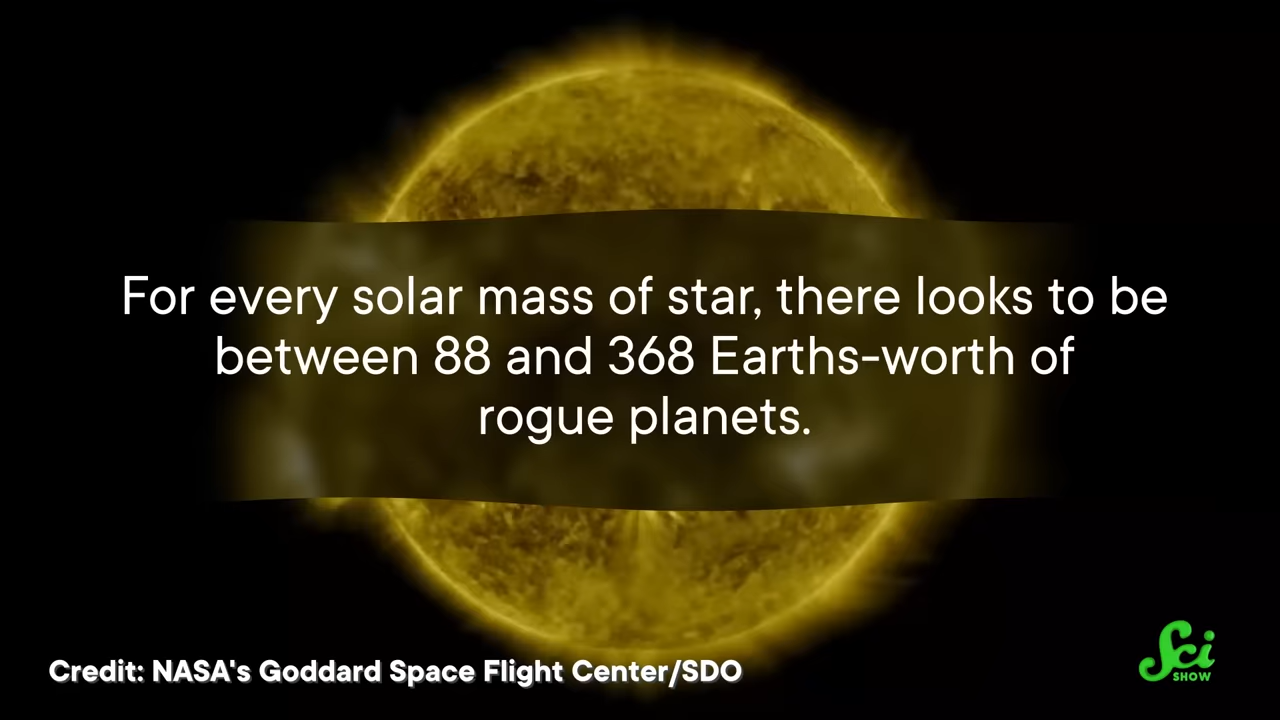 For every solar mass of star, there looks to be
between 88 and 368 Earths-worth of
rogue planets.
Credit: NASA's Goddard Space Flight Center/SDO
Sci
SHOW